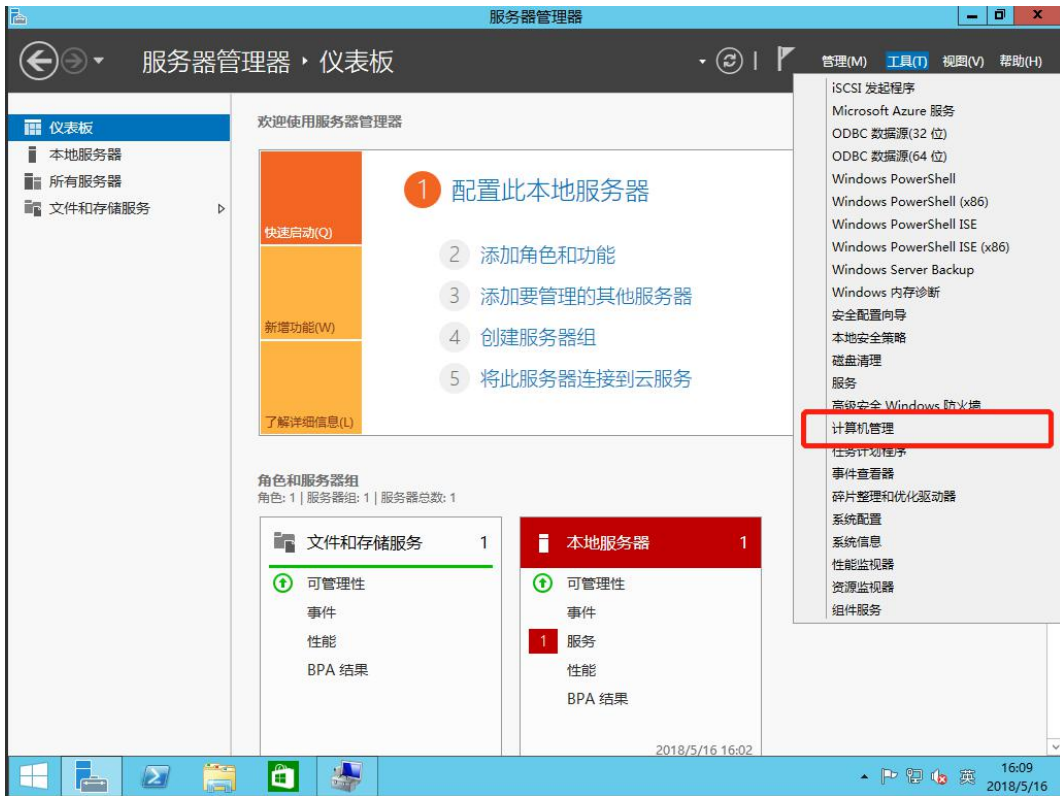 服务器管理器
服务器管理器 · 仪表板
管理(M) 工具(T) 视图(V) 帮助(H)
iSCSI 发起程序
Microsoft Azure 服务
ODBC 数据源(32 位)
ODBC 数据源(64 位)
Windows PowerShell
Windows PowerShell (x86)
Windows PowerShell ISE
Windows PowerShell ISE (x86)
Windows Server Backup
Windows 内存诊断
安全配置向导
本地安全策略
磁盘清理
服务
高级安全 Windows 防火墙
计算机管理
任务计划程序
事件查看器
碎片整理和优化驱动器
系统配置
系统信息
性能监视器
资源监视器
组件服务
仪表板
本地服务器
所有服务器
文件和存储服务
欢迎使用服务器管理器
快速启动(Q)
新增功能(W)
了解详细信息(L)
1 配置此本地服务器
2 添加角色和功能
3 添加要管理的其他服务器
4 创建服务器组
5 将此服务器连接到云服务
角色和服务器组
角色: 1 | 服务器组: 1 | 服务器总数: 1
文件和存储服务 1
可管理性
事件
性能
BPA 结果
本地服务器 1
可管理性
事件
1 服务
性能
BPA 结果
2018/5/16 16:02
英
16:09
2018/5/16